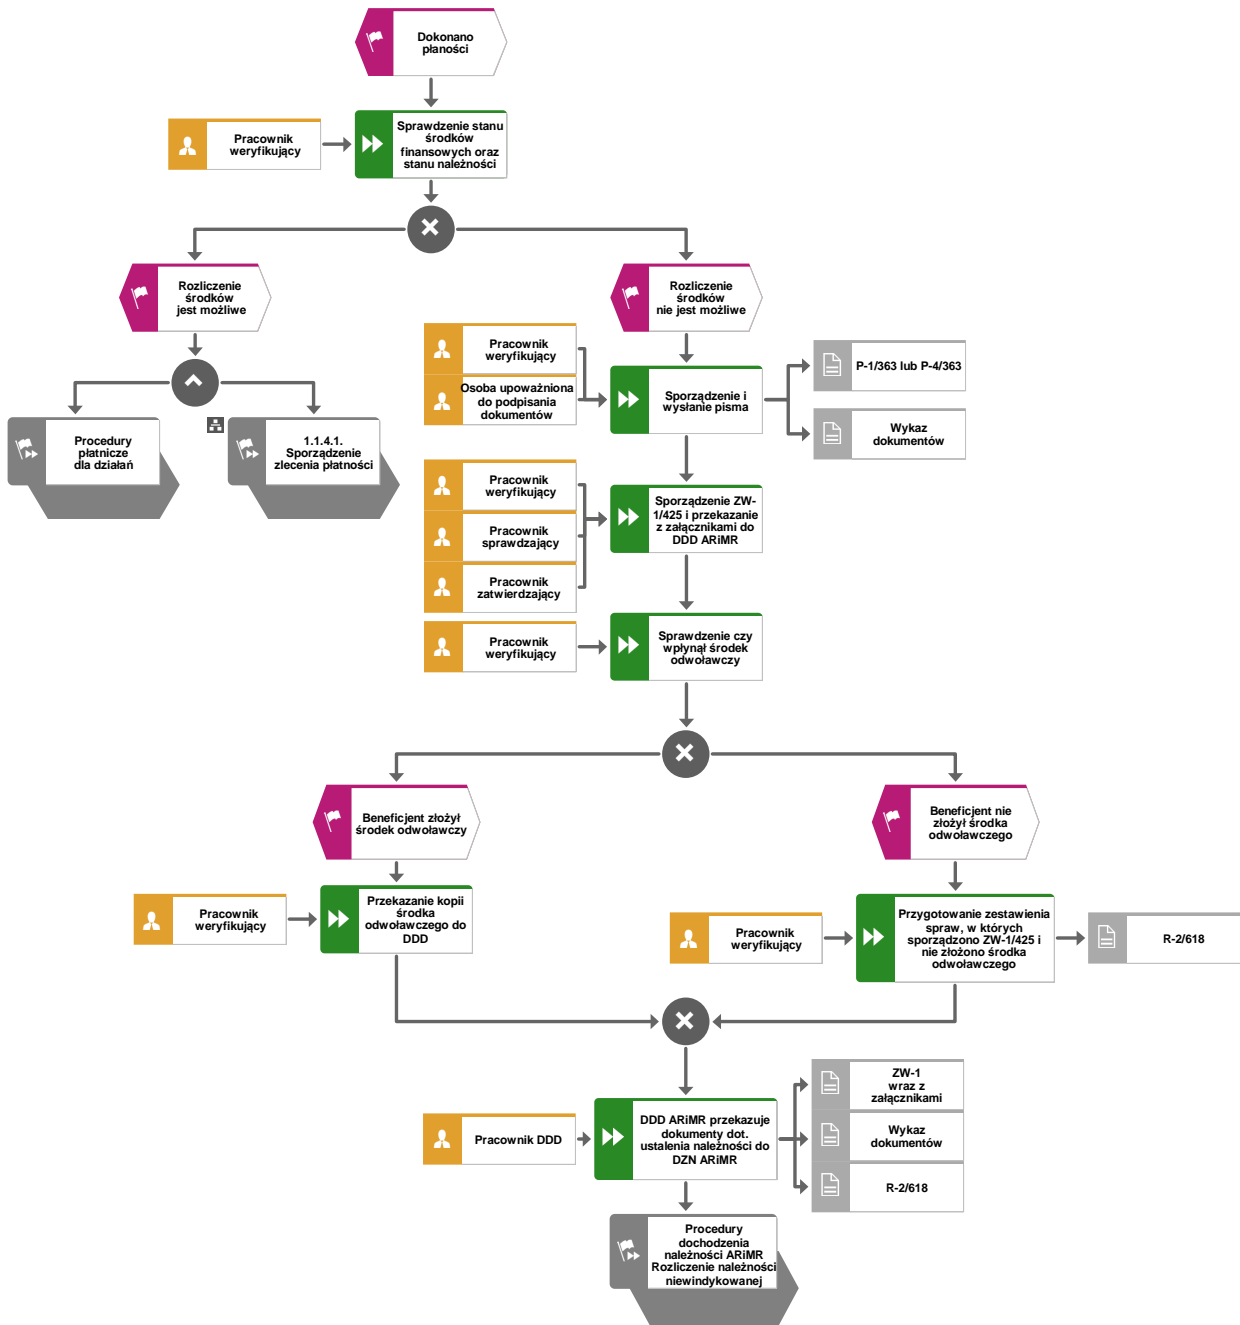 Dokonano
płaności
Pracownik
weryfikujący
Sprawdzenie stanu
środków
finansowych oraz
stanu należności
Rozliczenie
środków
jest możliwe
Rozliczenie
środków
nie jest możliwe
Pracownik
weryfikujący
Osoba upoważniona
do podpisania
dokumentów
Sporządzenie i
wysłanie pisma
P-1/363 lub P-4/363
Wykaz
dokumentów
Procedury
płatnicze
dla działań
1.1.4.1.
Sporządzenie
zlecenia płatności
Pracownik
weryfikujący
Pracownik
sprawdzający
Pracownik
zatwierdzający
Sporządzenie ZW-
1/425 i przekazanie
z załącznikami do
DDD ARiMR
Pracownik
weryfikujący
Sprawdzenie czy
wpłynął środek
odwoławczy
Beneficjent złożył
środek odwoławczy
Beneficjent nie
złożył środka
odwoławczego
Pracownik
weryfikujący
Przekazanie kopii
środka
odwoławczego do
DDD
Pracownik
weryfikujący
Przygotowanie zestawienia
spraw, w których
sporządzono ZW-1/425 i
nie złożono środka
odwoławczego
R-2/618
Pracownik DDD
DDD ARiMR przekazuje
dokumenty dot.
ustalenia należności do
DZN ARiMR
ZW-1
wraz z
załącznikami
Wykaz
dokumentów
R-2/618
Procedury
dochodzenia
należności ARiMR
Rozliczenie należności
niewindykowanej